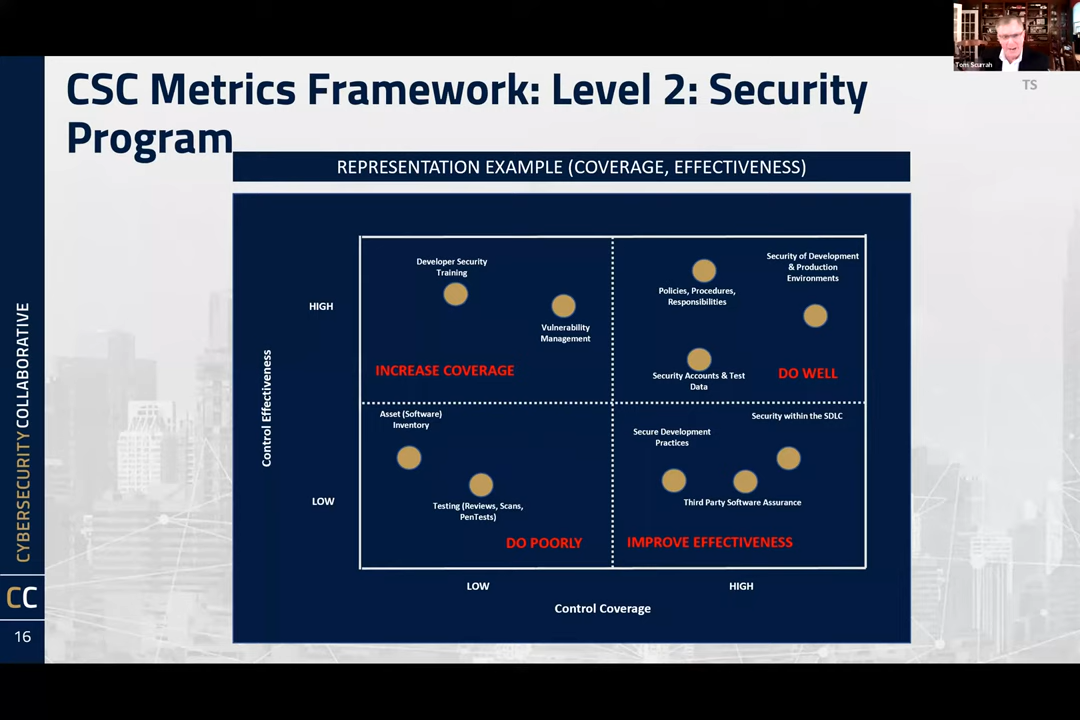 Tom Scurrah
TS
CSC Metrics Framework: Level 2: Security
Program
REPRESENTATION EXAMPLE (COVERAGE, EFFECTIVENESS)
Developer Security
Training
Vulnerability
Management
INCREASE COVERAGE
Policies, Procedures,
Responsibilities
Security of Development
& Production
Environments
Security Accounts & Test
Data
DO WELL
Asset (Software)
Inventory
Testing (Reviews, Scans,
PenTests)
DO POORLY
Secure Development
Practices
Security within the SDLC
Third Party Software Assurance
IMPROVE EFFECTIVENESS
HIGH
LOW
Control Effectiveness
LOW
HIGH
Control Coverage
CYBERSECURITY COLLABORATIVE
CC
16